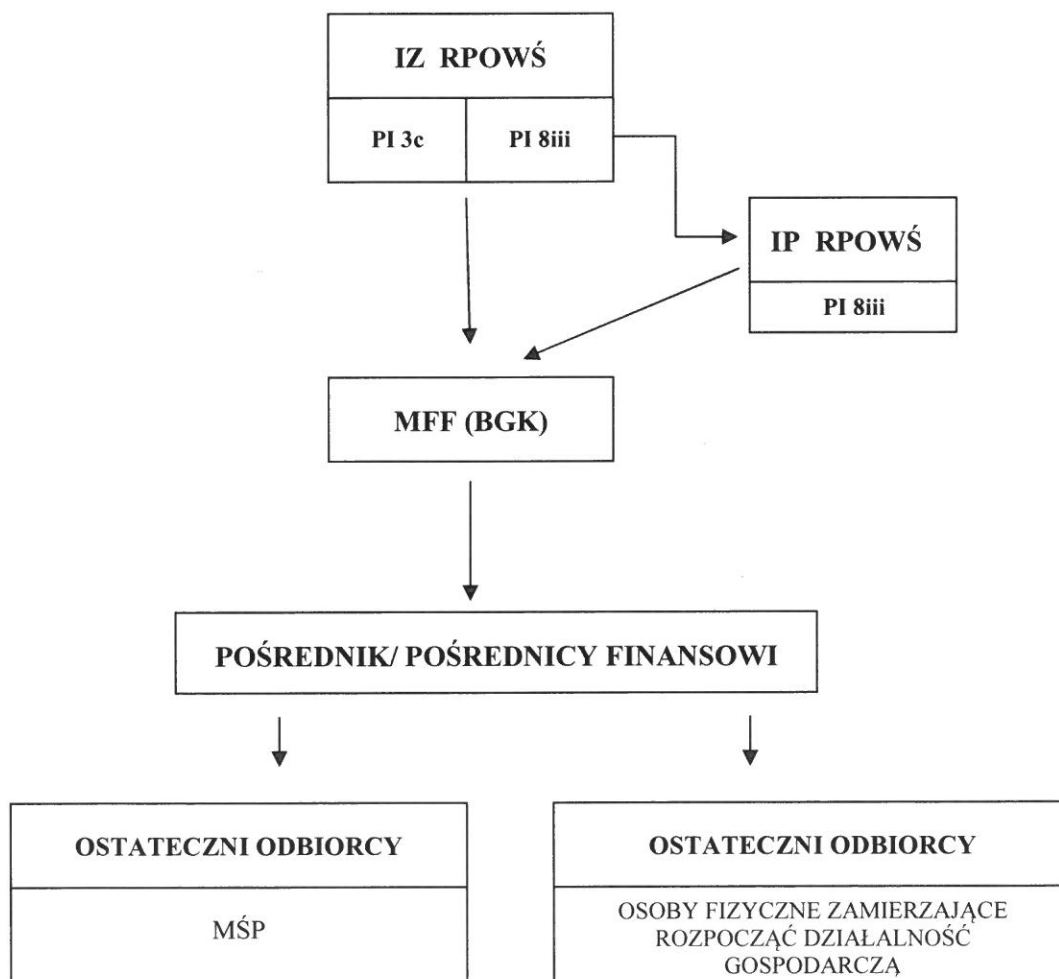 IZ RPOWŚ
PI 3c
PI 8iii
IP RPOWŚ
PI 8iii
MFF (BGK)
POŚREDNIK/ POŚREDNICY FINANSOWI
OSTATECZNI ODBIORCY
MŚP
OSTATECZNI ODBIORCY
OSOBY FIZYCZNE ZAMIERZAJĄCE
ROZPOCZĄĆ DZIAŁALNOŚĆ
GOSPODARCZĄ